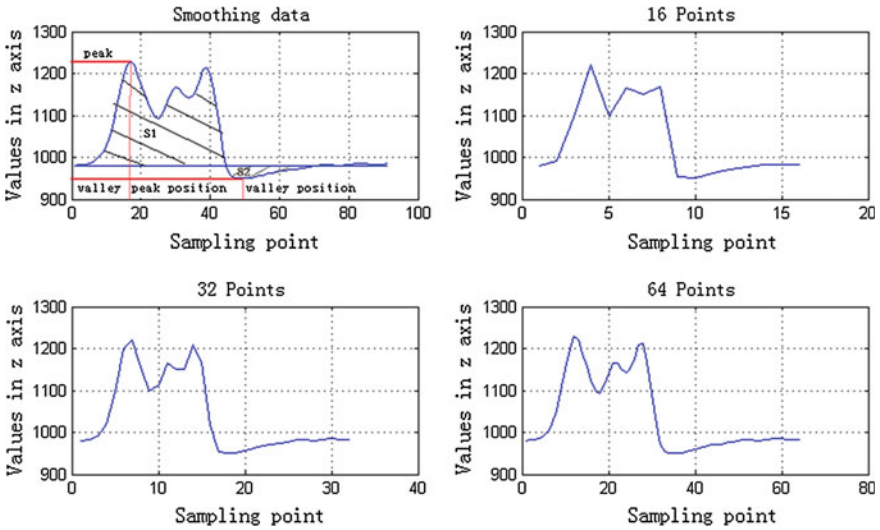 Smoothing data
1300
1200
1100
1000
900
Values in z axis
peak
S1
S2
valley
peak position
valley position
0
20
40
60
80
100
Sampling point
16 Points
1300
1200
1100
1000
900
Values in z axis
0
5
10
15
20
Sampling point
32 Points
1300
1200
1100
1000
900
Values in z axis
0
10
20
30
40
Sampling point
64 Points
1300
1200
1100
1000
900
Values in z axis
0
20
40
60
80
Sampling point